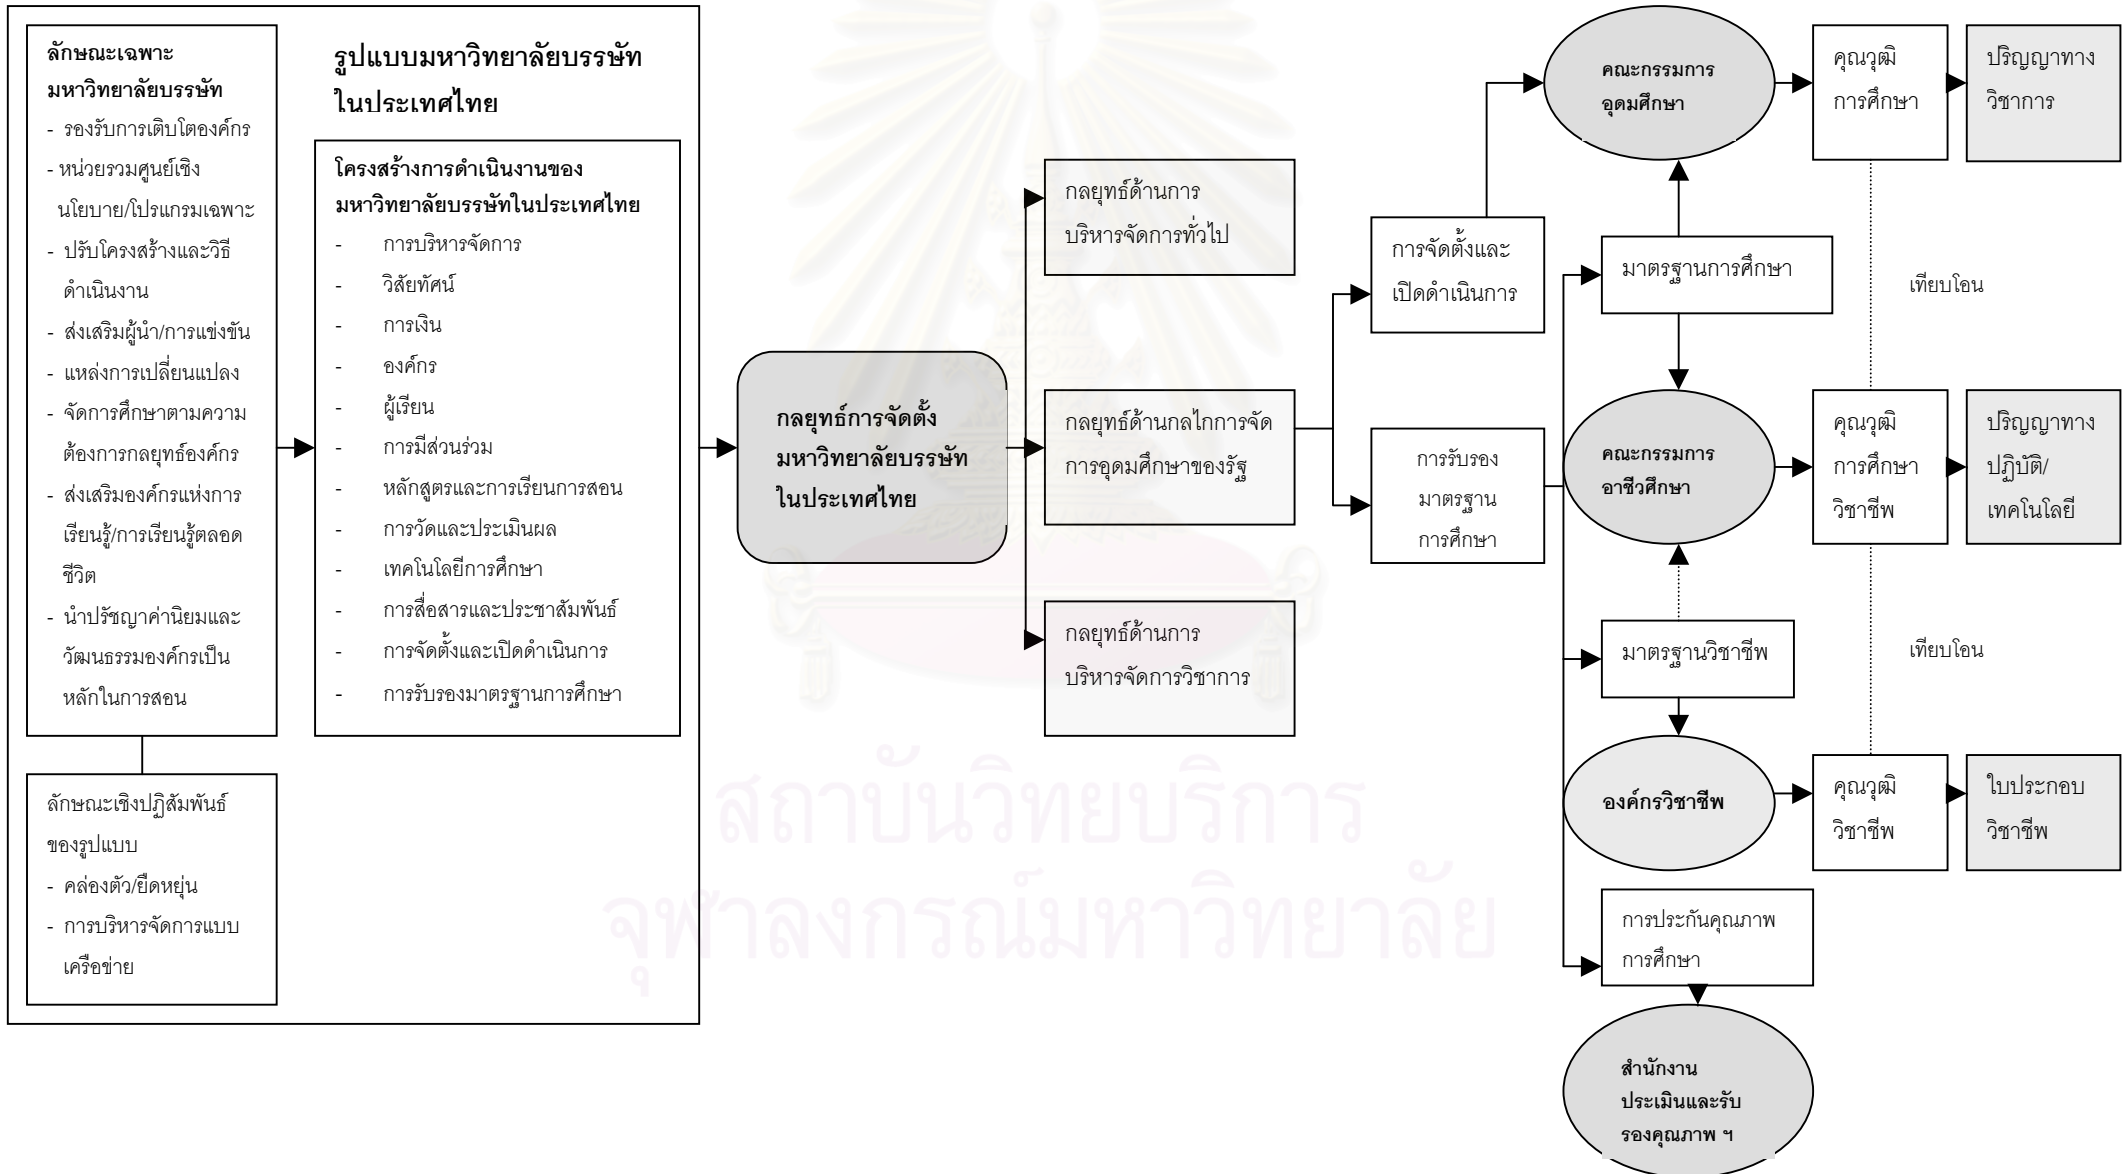 ลักษณะเฉพาะ
มหาวิทยาลัยบรรษัท
- รองรับการเติบโตองค์กร
- หน่วยรวมศูนย์เชิง
นโยบาย/โปรแกรมเฉพาะ
- ปรับโครงสร้างและวิธี
ดำเนินงาน
- ส่งเสริมผู้นำ/การแข่งขัน
- แหล่งการเปลี่ยนแปลง
- จัดการศึกษาตามความ
ต้องการกลยุทธ์องค์กร
- ส่งเสริมองค์กรแห่งการ
เรียนรู้/การเรียนรู้ตลอด
ชีวิต
- นำปรัชญาค่านิยมและ
วัฒนธรรมองค์กรเป็น
หลักในการสอน
ลักษณะเชิงปฏิสัมพันธ์
ของรูปแบบ
- คล่องตัว/ยืดหยุ่น
- การบริหารจัดการแบบ
เครือข่าย
รูปแบบมหาวิทยาลัยบรรษัท
ในประเทศไทย
โครงสร้างการดำเนินงานของ
มหาวิทยาลัยบรรษัทในประเทศไทย
- การบริหารจัดการ
- วิสัยทัศน์
- การเงิน
- องค์กร
- ผู้เรียน
- การมีส่วนร่วม
- หลักสูตรและการเรียนการสอน
- การวัดและประเมินผล
- เทคโนโลยีการศึกษา
- การสื่อสารและประชาสัมพันธ์
- การจัดตั้งและเปิดดำเนินการ
- การรับรองมาตรฐานการศึกษา
กลยุทธ์การจัดตั้ง
มหาวิทยาลัยบรรษัท
ในประเทศไทย
กลยุทธ์ด้านการ
บริหารจัดการทั่วไป
กลยุทธ์ด้านกลไกการจัด
การอุดมศึกษาของรัฐ
กลยุทธ์ด้านการ
บริหารจัดการวิชาการ
การจัดตั้งและ
เปิดดำเนินการ
การรับรอง
มาตรฐาน
การศึกษา
คณะกรรมการ
อุดมศึกษา
มาตรฐานการศึกษา
คณะกรรมการ
อาชีวศึกษา
มาตรฐานวิชาชีพ
องค์กรวิชาชีพ
การประกันคุณภาพ
การศึกษา
สำนักงาน
ประเมินและรับ
รองคุณภาพ ฯ
คุณวุฒิ
การศึกษา
เทียบโอน
คุณวุฒิ
การศึกษา
วิชาชีพ
เทียบโอน
คุณวุฒิ
วิชาชีพ
ปริญญาทาง
วิชาการ
ปริญญาทาง
ปฏิบัติ/
เทคโนโลยี
ใบประกอบ
วิชาชีพ
สถาบันวิทยบริการ
จุฬาลงกรณ์มหาวิทยาลัย